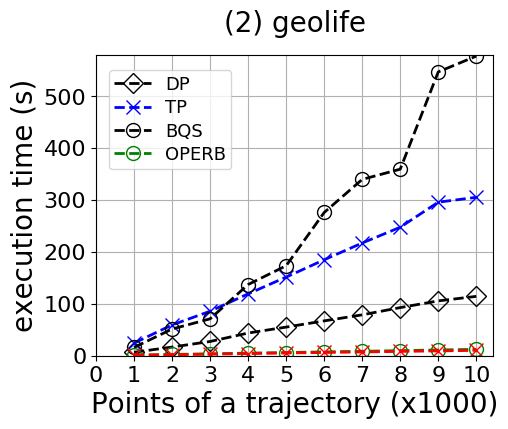 (2) geolife
execution time (s)
500
400
300
200
100
0
DP
TP
BQS
OPERB
0 1 2 3 4 5 6 7 8 9 10
Points of a trajectory (x1000)